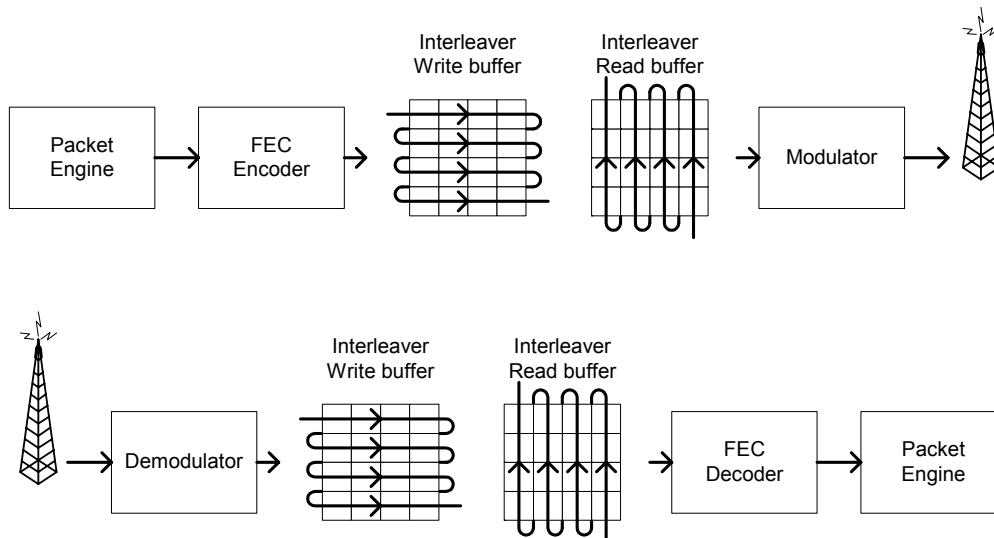 Interleaver
Write buffer
Interleaver
Read buffer
Packet
Engine
FEC
Encoder
Modulator
Interleaver
Write buffer
Interleaver
Read buffer
Demodulator
FEC
Decoder
Packet
Engine